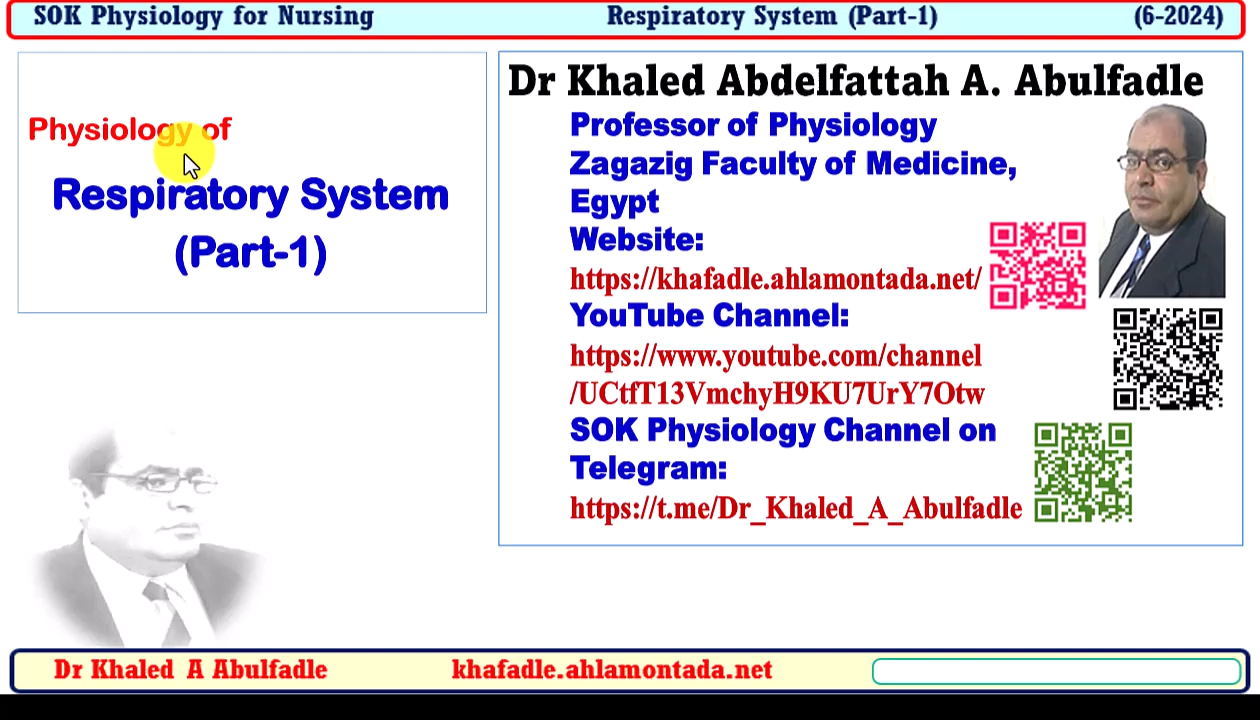 SOK Physiology for Nursing Respiratory System (Part-1) (6-2024)
Physiology of
Respiratory System
(Part-1)
Dr Khaled Abdelfattah A. Abulfadle
Professor of Physiology
Zagazig Faculty of Medicine,
Egypt
Website:
https://khafadle.ahlamontada.net/
YouTube Channel:
https://www.youtube.com/channel
/UCtfT13VmchyH9KU7UrY7Otw
SOK Physiology Channel on
Telegram:
https://t.me/Dr_Khaled_A_Abulfadle
Dr Khaled A Abulfadle khafadle.ahlamontada.net